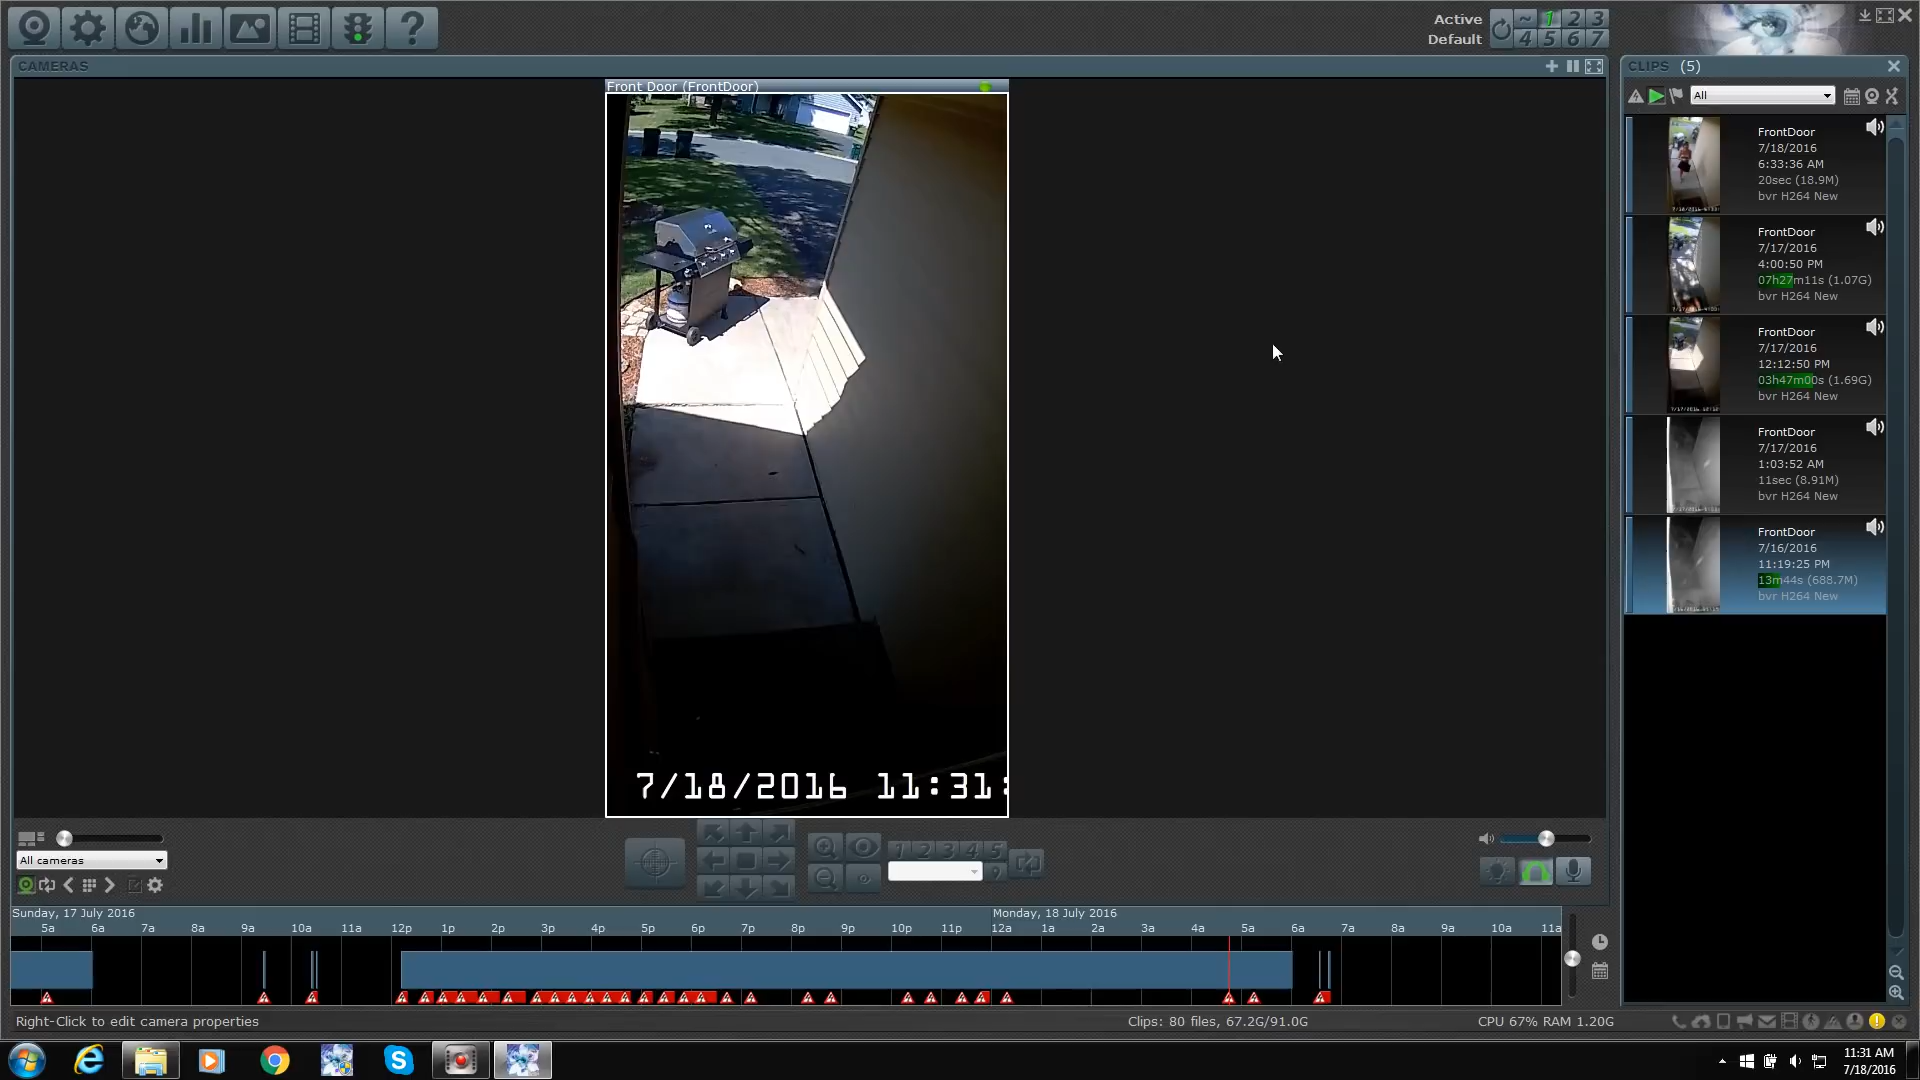 Active
Default
~ 1 2 3
4 5 6 7
CAMERAS
CLIPS (5)
All
Front Door (FrontDoor)
7/18/2016 11:31:
FrontDoor
7/18/2016
6:33:36 AM
20sec (18.9M)
bvr H264 New
FrontDoor
7/17/2016
4:00:50 PM
07h27m11s (1.07G)
bvr H264 New
FrontDoor
7/17/2016
12:12:50 PM
03h47m00s (1.69G)
bvr H264 New
FrontDoor
7/17/2016
1:03:52 AM
11sec (8.91M)
bvr H264 New
FrontDoor
7/16/2016
11:19:25 PM
13m44s (688.7M)
bvr H264 New
All cameras
1 2 3 4 5
Sunday, 17 July 2016
Monday, 18 July 2016
5a 6a 7a 8a 9a 10a 11a 12p 1p 2p 3p 4p 5p 6p 7p 8p 9p 10p 11p 12a 1a 2a 3a 4a 5a 6a 7a 8a 9a 10a 11a
Right-Click to edit camera properties
Clips: 80 files, 67.2G/91.0G
CPU 67% RAM 1.20G
11:31 AM
7/18/2016